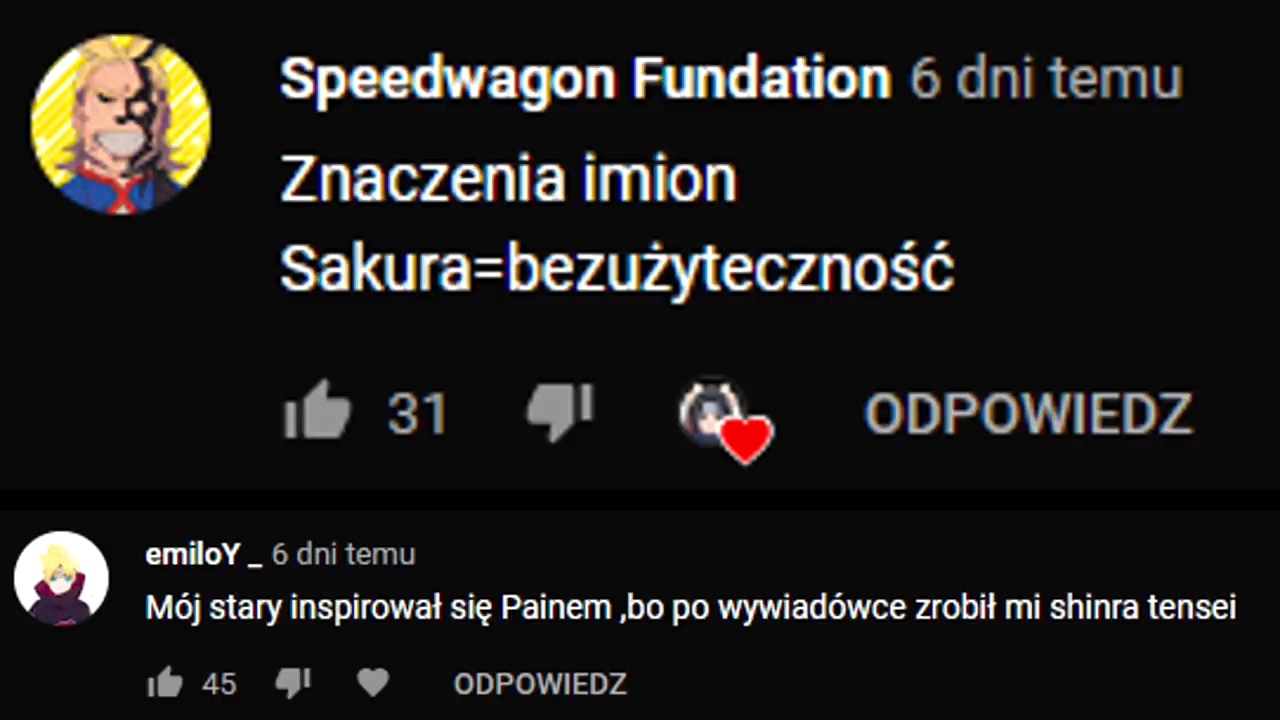 Speedwagon Fundation 6 dni temu
Znaczenia imion
Sakura=bezużyteczność
31 ODPOWIEDZ
emiloY _ 6 dni temu
Mój stary inspirował się Painem ,bo po wywiadówce zrobił mi shinra tensei
45 ODPOWIEDZ